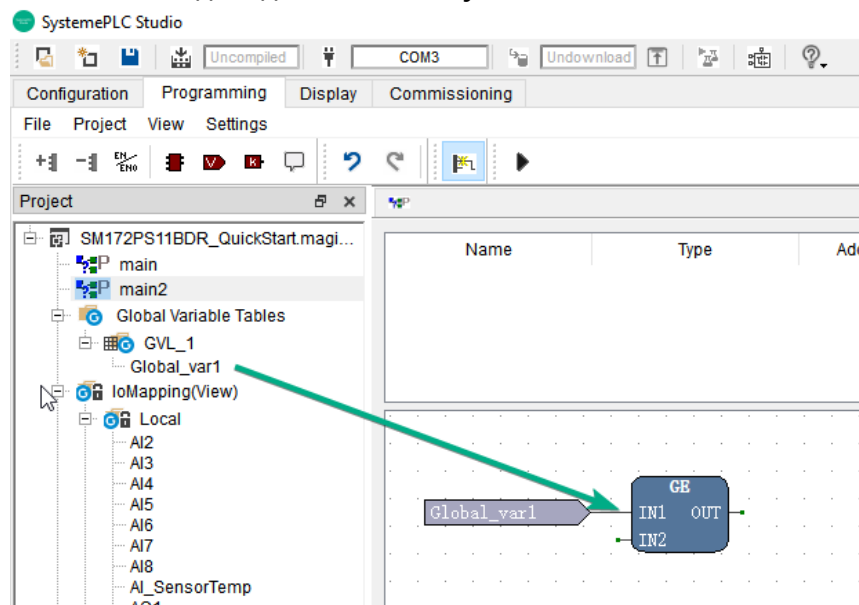 SystemePLC Studio
Uncompiled COM3 Undownload
Configuration Programming Display Commissioning
File Project View Settings
EN/ENO V K
Project
P
SM172PS11BDR_QuickStart.magi...
P main
P main2
Global Variable Tables
GVL_1
Global_var1
IoMapping(View)
Local
AI2
AI3
AI4
AI5
AI6
AI7
AI8
AI_SensorTemp
Name Type
GE
Global_var1 IN1 OUT
IN2